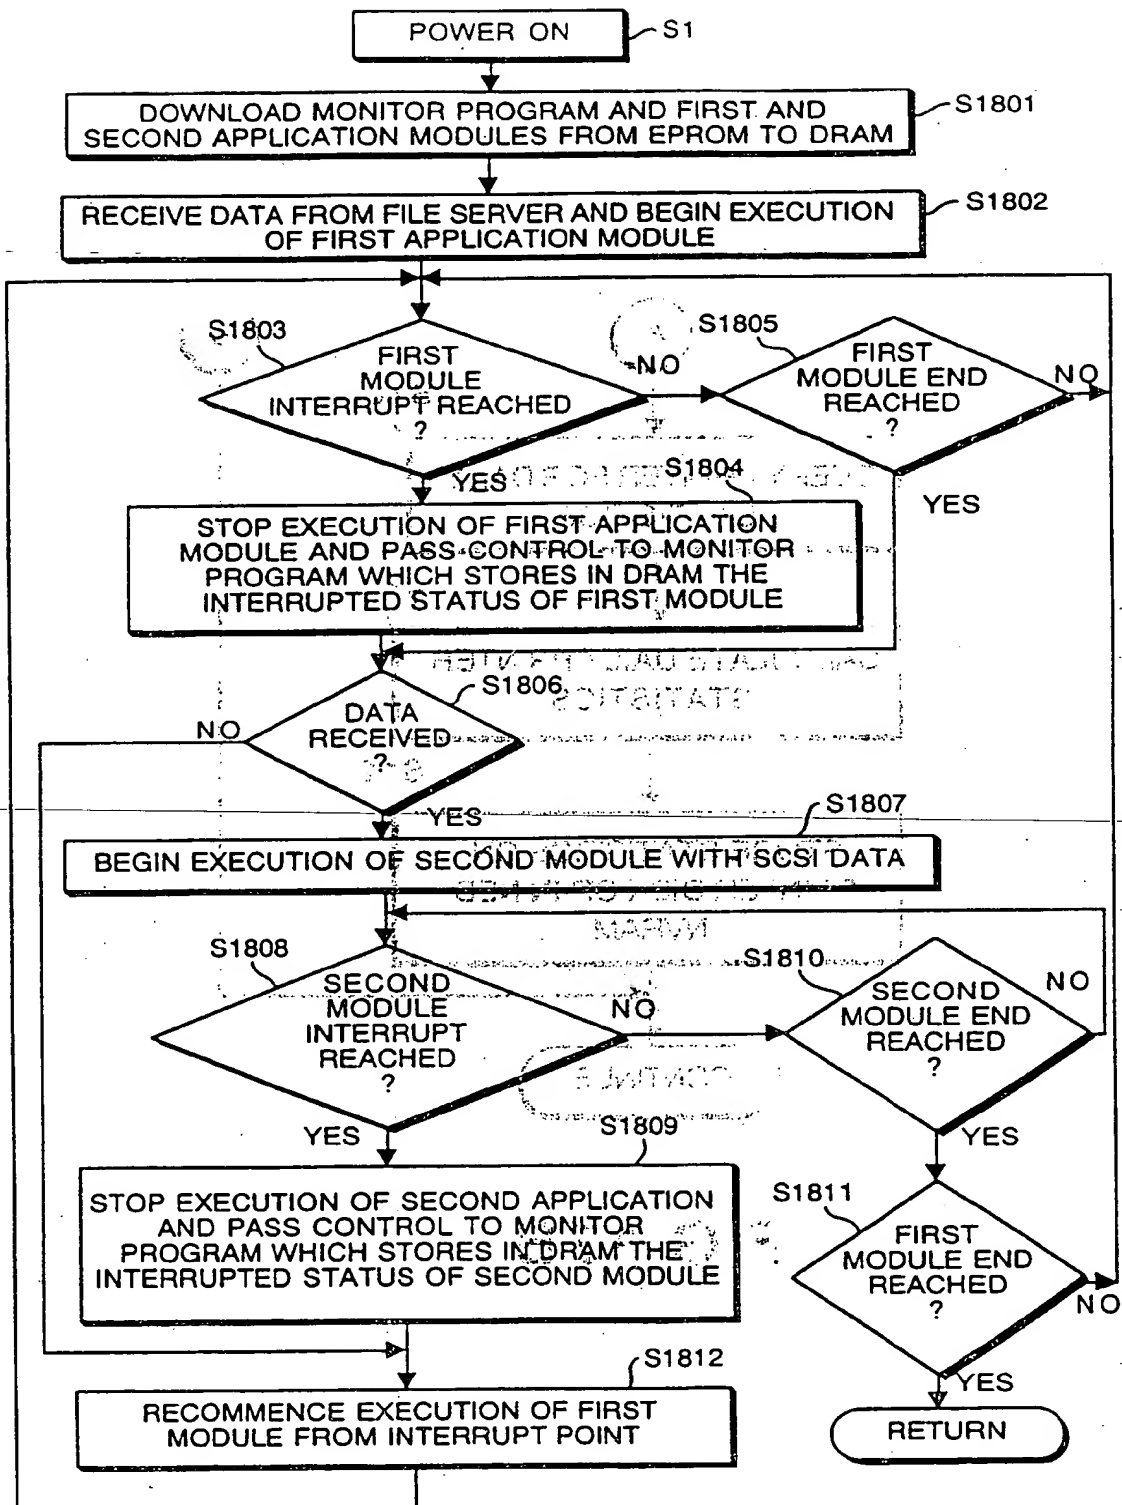 POWER ON
S1
DOWNLOAD MONITOR PROGRAM AND FIRST AND
SECOND APPLICATION MODULES FROM EPROM TO DRAM
S1801
RECEIVE DATA FROM FILE SERVER AND BEGIN EXECUTION
OF FIRST APPLICATION MODULE
S1802
S1803
FIRST
MODULE
INTERRUPT REACHED
?
NO
S1805
FIRST
MODULE END
REACHED
?
NO
YES
S1804
YES
STOP EXECUTION OF FIRST APPLICATION
MODULE AND PASS CONTROL TO MONITOR
PROGRAM WHICH STORES IN DRAM THE
INTERRUPTED STATUS OF FIRST MODULE
S1806
NO
DATA
RECEIVED
?
YES
S1807
BEGIN EXECUTION OF SECOND MODULE WITH SCSI DATA
S1808
SECOND
MODULE
INTERRUPT
REACHED
?
NO
S1810
SECOND
MODULE END
REACHED
?
NO
YES
S1809
YES
STOP EXECUTION OF SECOND APPLICATION
AND PASS CONTROL TO MONITOR
PROGRAM WHICH STORES IN DRAM THE
INTERRUPTED STATUS OF SECOND MODULE
S1811
FIRST
MODULE END
REACHED
?
NO
YES
S1812
RECOMMENCE EXECUTION OF FIRST
MODULE FROM INTERRUPT POINT
RETURN